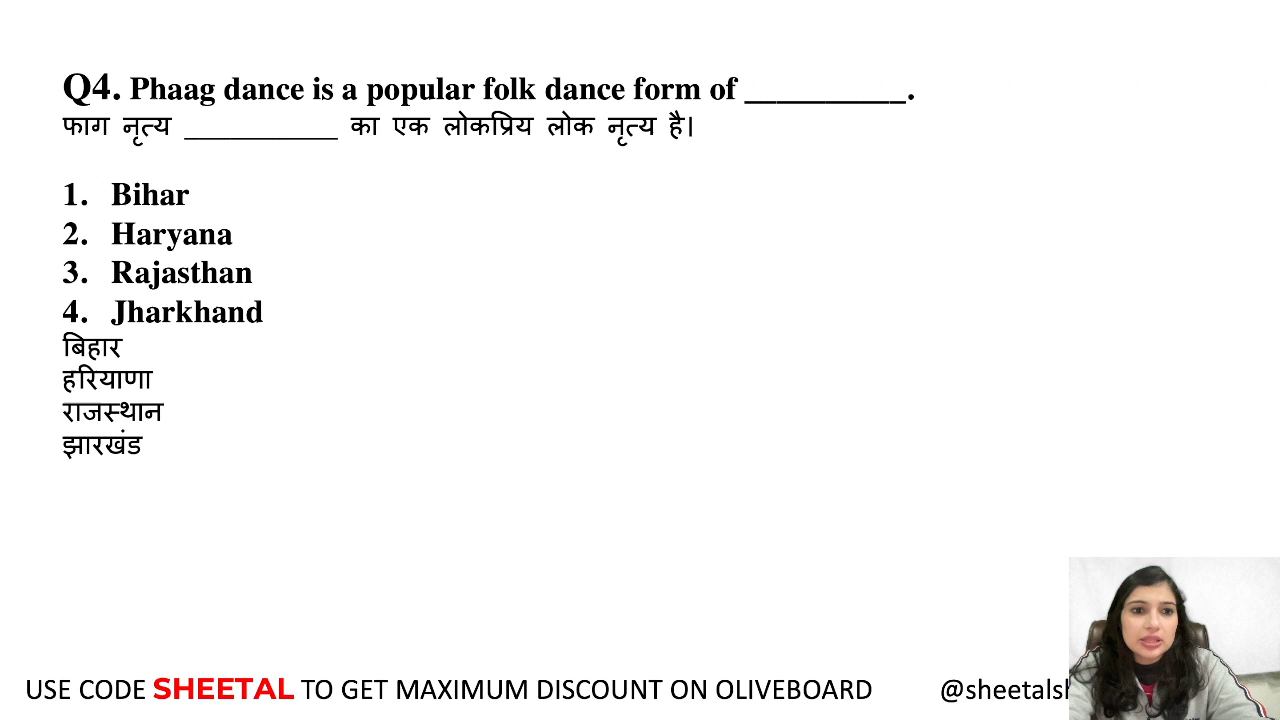 Q4. Phaag dance is a popular folk dance form of __________.
फाग नृत्य __________ का एक लोकप्रिय लोक नृत्य है।
1. Bihar
2. Haryana
3. Rajasthan
4. Jharkhand
बिहार
हरियाणा
राजस्थान
झारखंड
USE CODE SHEETAL TO GET MAXIMUM DISCOUNT ON OLIVEBOARD